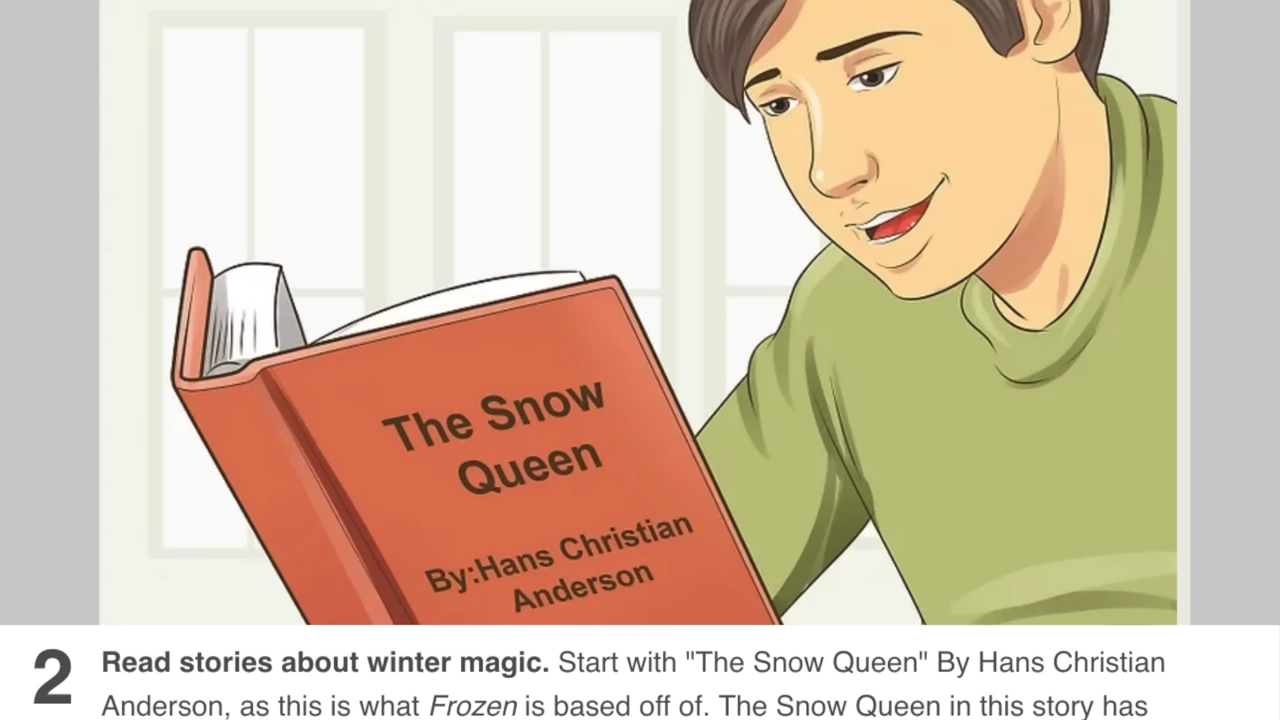 The Snow
Queen
By:Hans Christian
Anderson
2
Read stories about winter magic. Start with "The Snow Queen" By Hans Christian
Anderson, as this is what Frozen is based off of. The Snow Queen in this story has